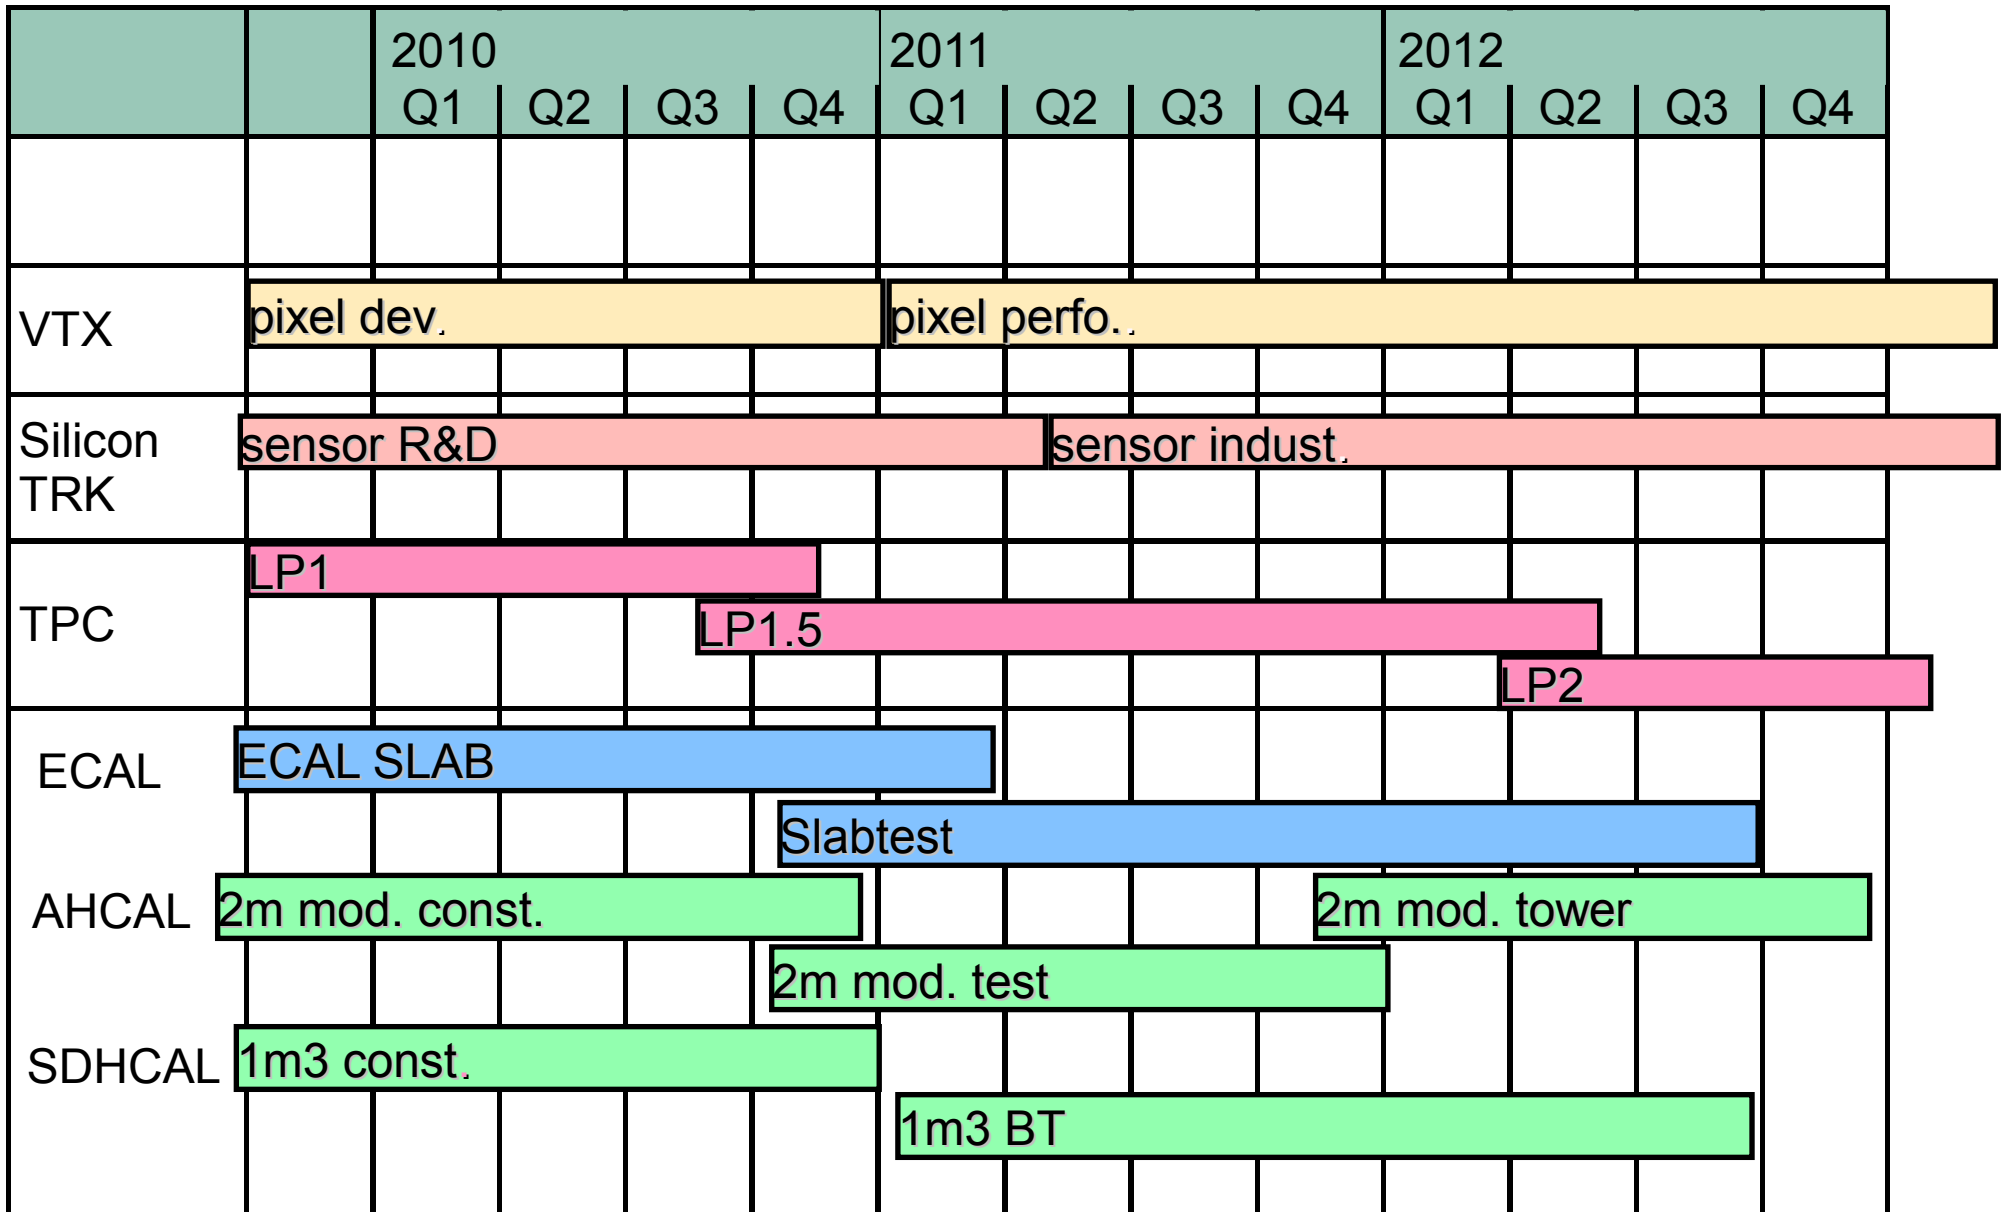 2010 2011 2012
Q1 Q2 Q3 Q4 Q1 Q2 Q3 Q4 Q1 Q2 Q3 Q4
VTX pixel dev. pixel perfo. .
Silicon sensor R&D sensor indust.
TRK
LP1
TPC LP1.5
LP2
ECAL ECAL SLAB
Slabtest
AHCAL 2m mod. const. 2m mod. tower
2m mod. test
SDHCAL 1m3 const.
1m3 BT